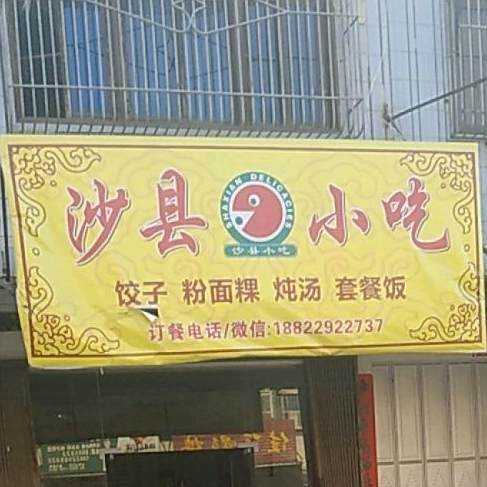 沙县小吃
SHAXIAN DELICACIES
沙县小吃
饺子 粉面粿 炖汤 套餐饭
订餐电话/微信:18822922737